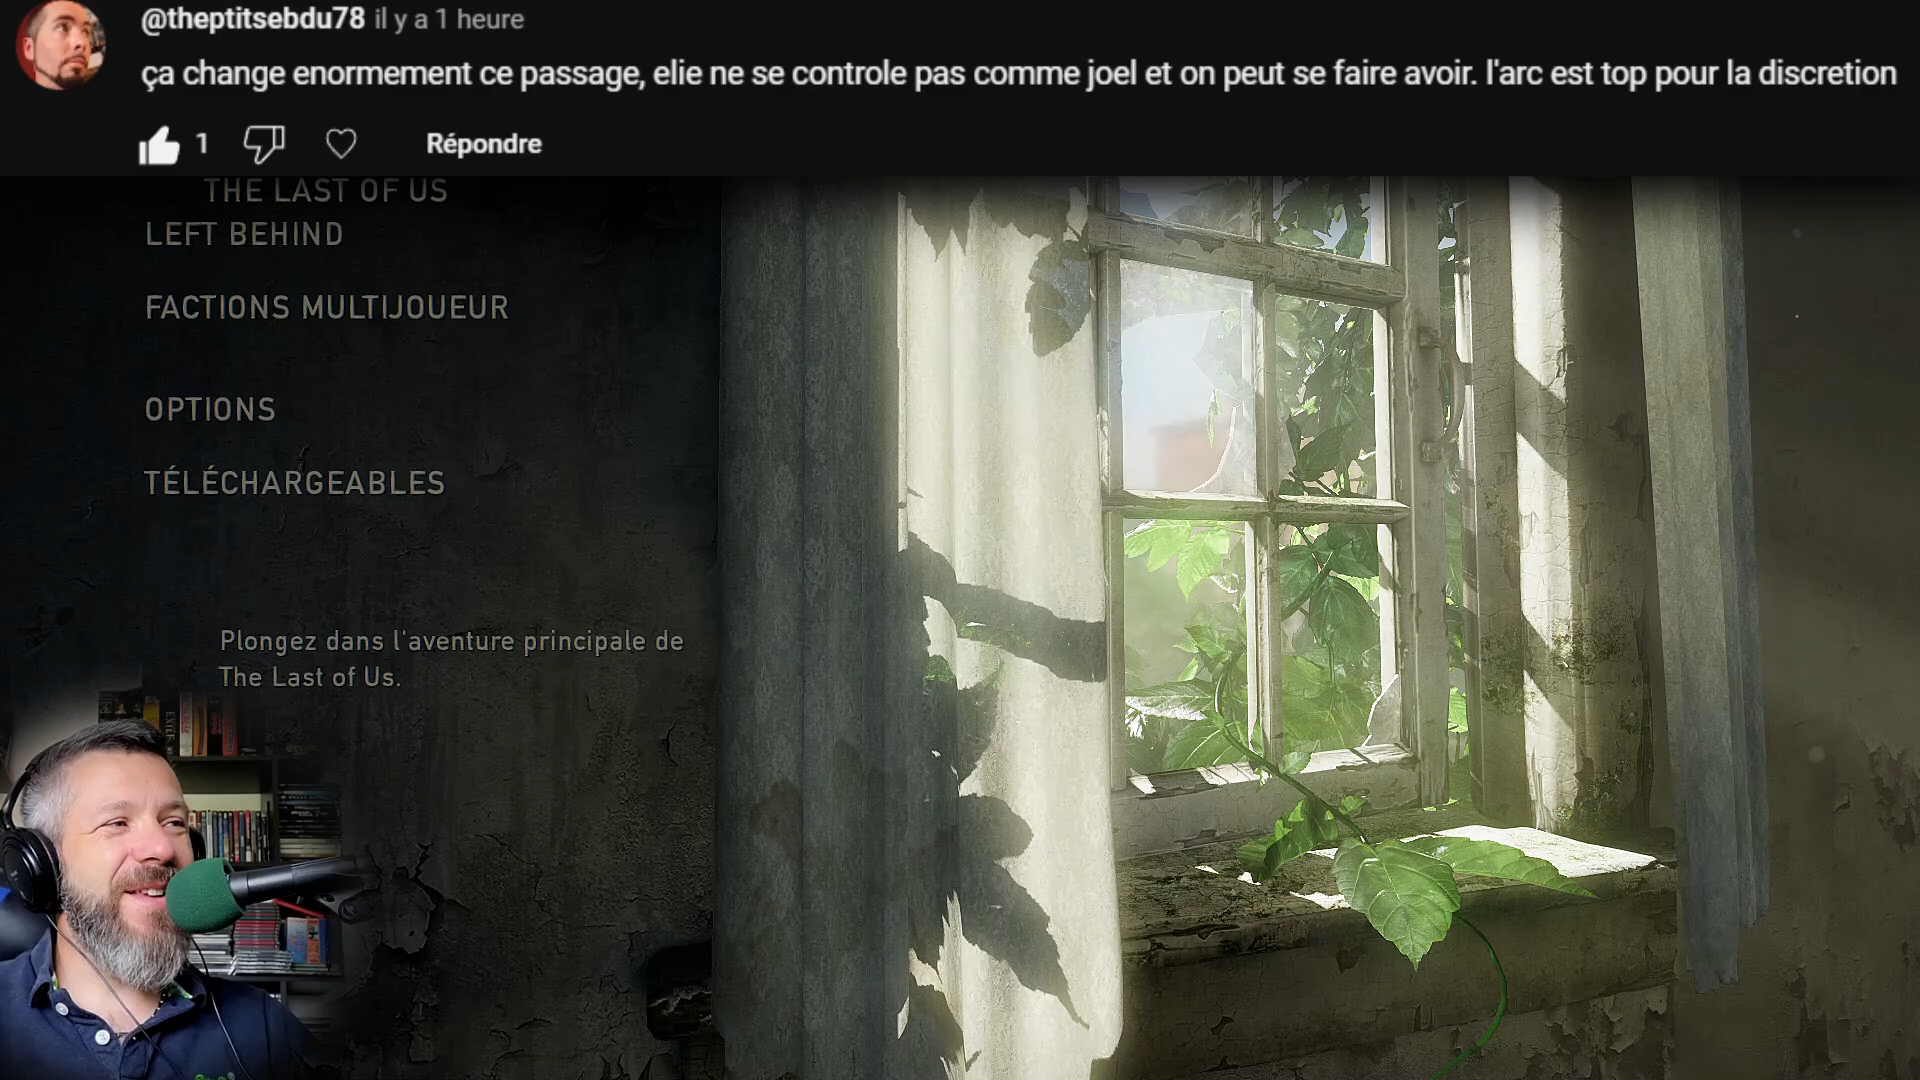 @theptitsebdu78 il y a 1 heure
ça change enormement ce passage, elie ne se controle pas comme joel et on peut se faire avoir. l'arc est top pour la discretion
1
Répondre
THE LAST OF US
LEFT BEHIND
FACTIONS MULTIJOUEUR
OPTIONS
TÉLÉCHARGEABLES
Plongez dans l'aventure principale de
The Last of Us.